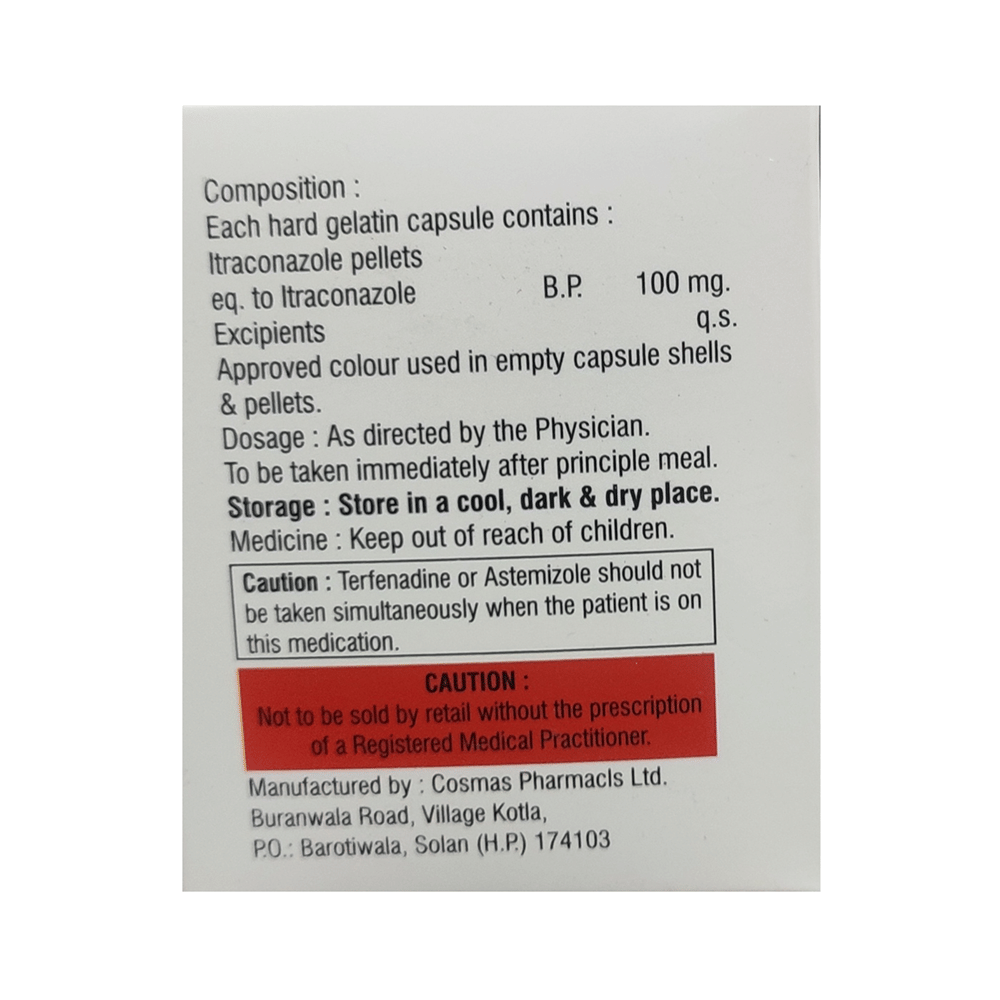 Composition :
Each hard gelatin capsule contains :
Itraconazole pellets
eq. to Itraconazole B.P. 100 mg.
Excipients q.s.
Approved colour used in empty capsule shells
& pellets.
Dosage : As directed by the Physician.
To be taken immediately after principle meal.
Storage : Store in a cool, dark & dry place.
Medicine : Keep out of reach of children.
Caution : Terfenadine or Astemizole should not
be taken simultaneously when the patient is on
this medication.
CAUTION :
Not to be sold by retail without the prescription
of a Registered Medical Practitioner.
Manufactured by : Cosmas Pharmacls Ltd.
Buranwala Road, Village Kotla,
P.O.: Barotiwala, Solan (H.P.) 174103